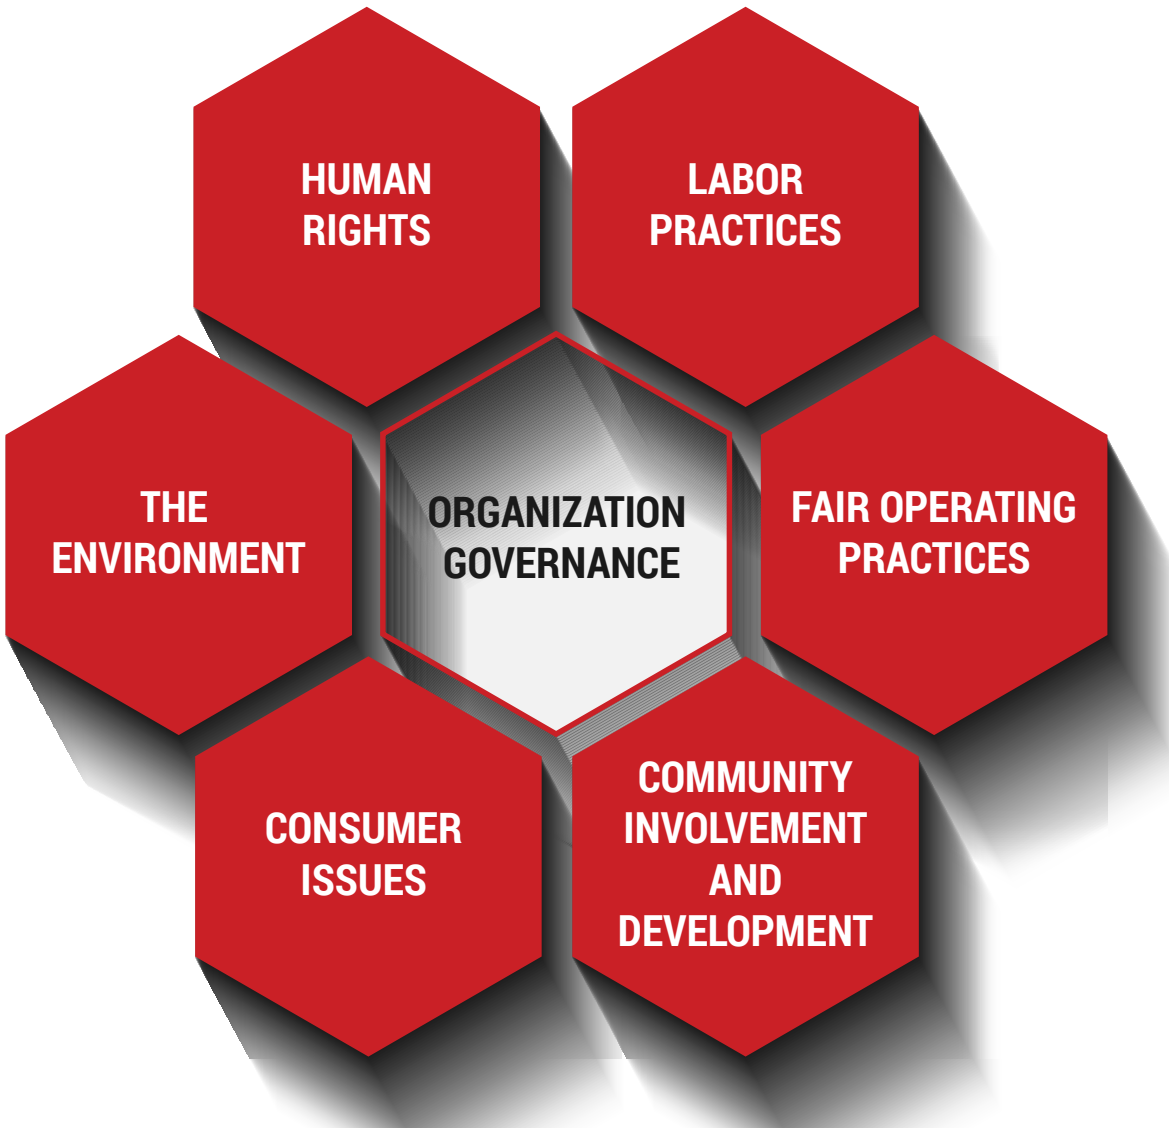 HUMAN
RIGHTS
LABOR
PRACTICES
THE
ENVIRONMENT
ORGANIZATION
GOVERNANCE
FAIR OPERATING
PRACTICES
CONSUMER
ISSUES
COMMUNITY
INVOLVEMENT
AND
DEVELOPMENT